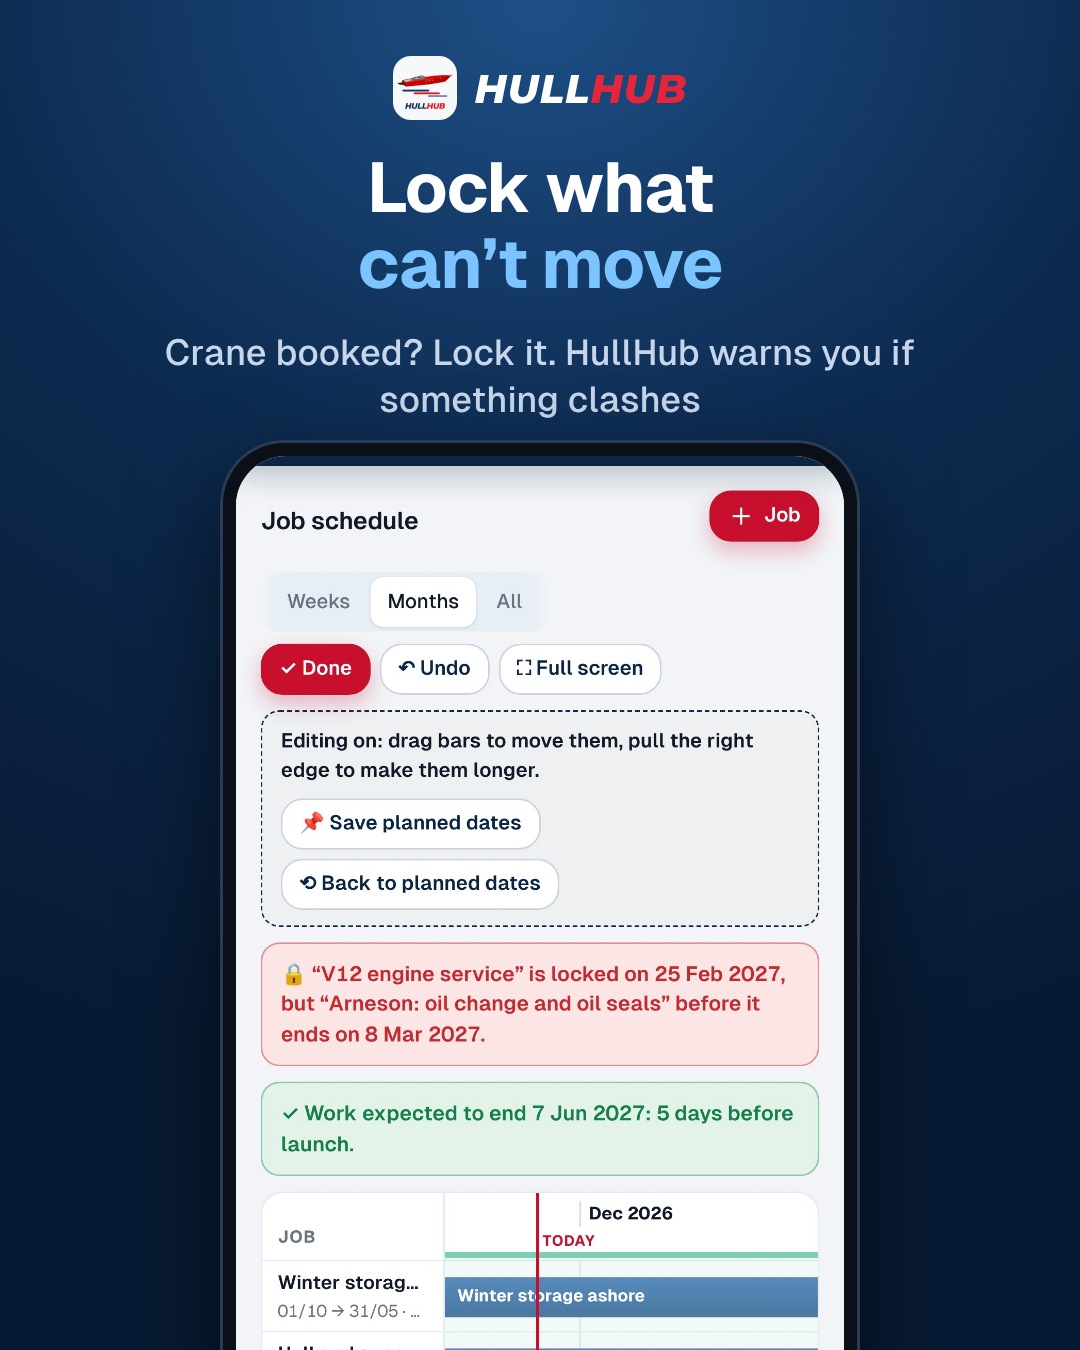 HULLHUB
HULLHUB
Lock what
can’t move
Crane booked? Lock it. HullHub warns you if
something clashes
Job schedule
+ Job
Weeks Months All
✓ Done ↶ Undo ⛶ Full screen
Editing on: drag bars to move them, pull the right
edge to make them longer.
📌 Save planned dates
⟲ Back to planned dates
🔒 “V12 engine service” is locked on 25 Feb 2027,
but “Arneson: oil change and oil seals” before it
ends on 8 Mar 2027.
✓ Work expected to end 7 Jun 2027: 5 days before
launch.
Dec 2026
JOB
TODAY
Winter storag...
01/10 → 31/05 · ...
Winter storage ashore